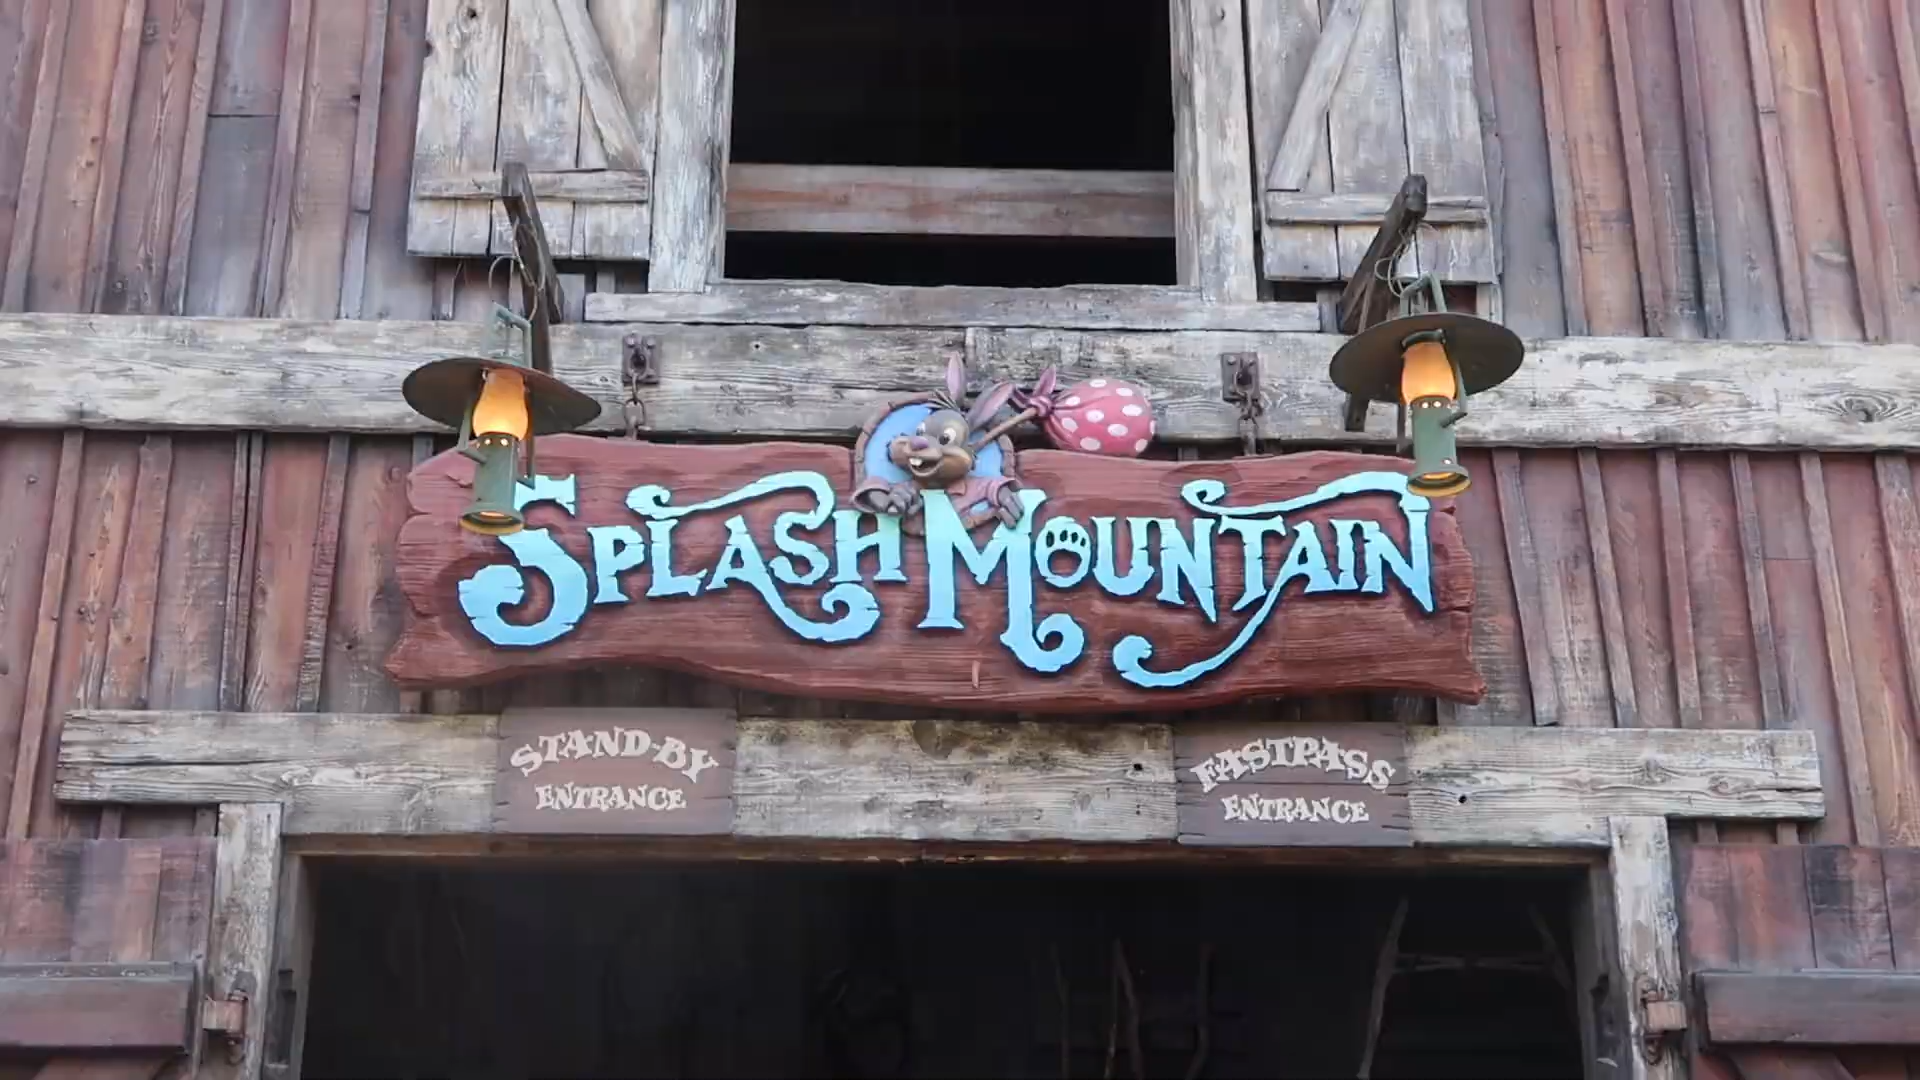 SPLASH MOUNTAIN
STAND-BY
ENTRANCE
FASTPASS
ENTRANCE